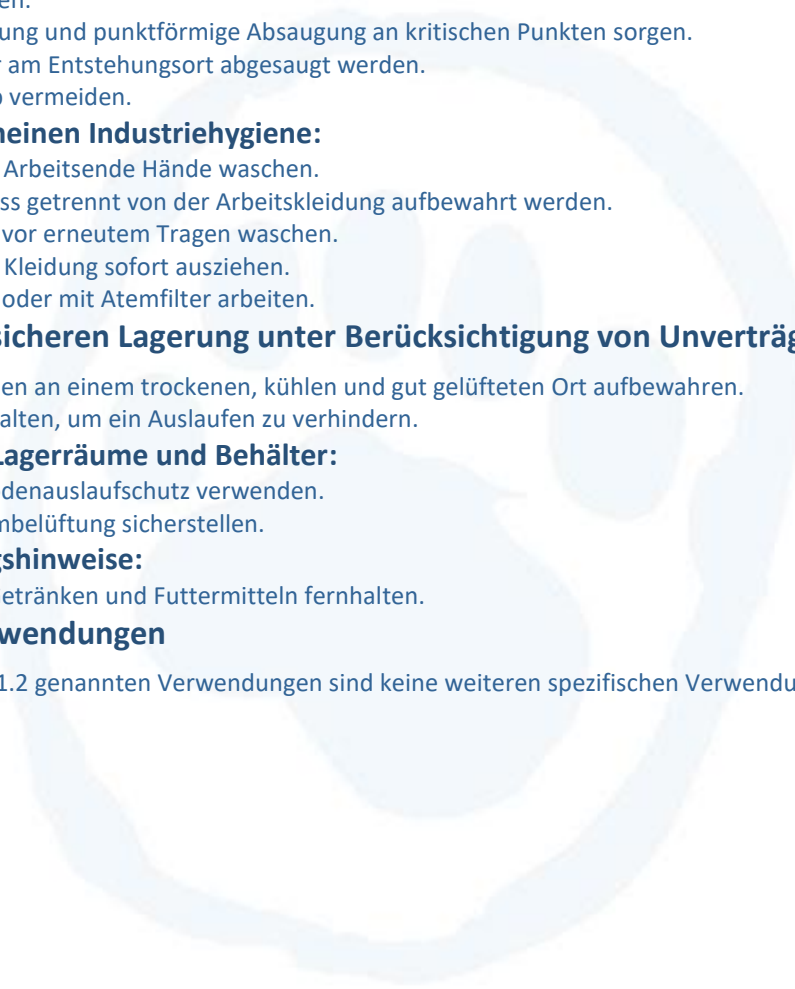 en.
ung und punktförmige Absaugung an kritischen Punkten sorgen.
r am Entstehungsort abgesaugt werden.
vermeiden.
neinen Industriehygiene:
Arbeitsende Hände waschen.
ss getrennt von der Arbeitskleidung aufbewahrt werden.
vor erneutem Tragen waschen.
Kleidung sofort ausziehen.
oder mit Atemfilter arbeiten.
sicheren Lagerung unter Berücksichtigung von Unverträg
en an einem trockenen, kühlen und gut gelüfteten Ort aufbewahren.
alten, um ein Auslaufen zu verhindern.
Lagerräume und Behälter:
denauslaufschutz verwenden.
mbelüftung sicherstellen.
gshinweise:
etränken und Futtermitteln fernhalten.
wendungen
1.2 genannten Verwendungen sind keine weiteren spezifischen Verwendu